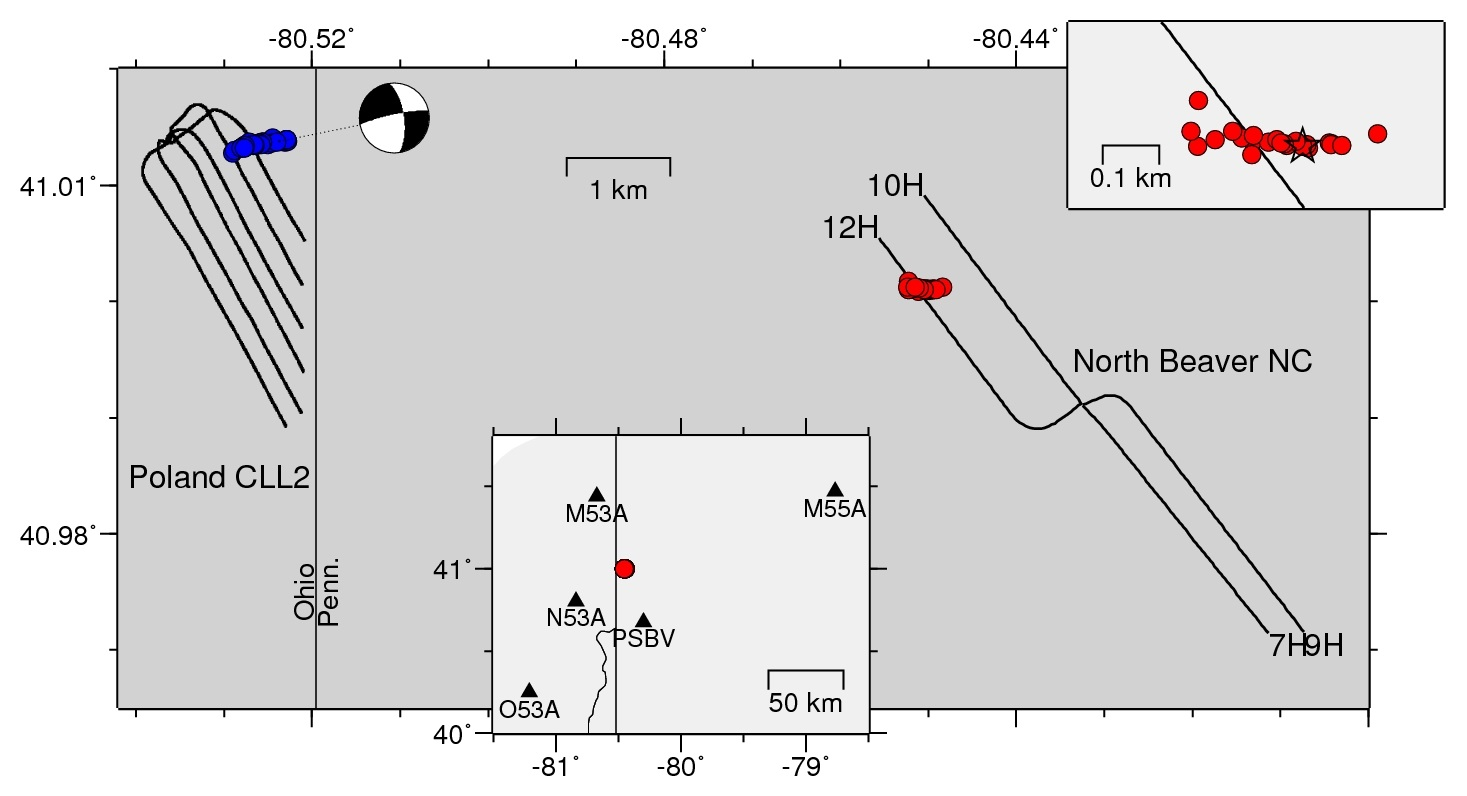 -80.52°
-80.48°
-80.44°
41.01°
40.98°
1 km
0.1 km
10H
12H
North Beaver NC
Poland CLL2
Ohio
Penn.
7H
9H
M53A
M55A
N53A
PSBV
O53A
50 km
41°
40°
-81°
-80°
-79°